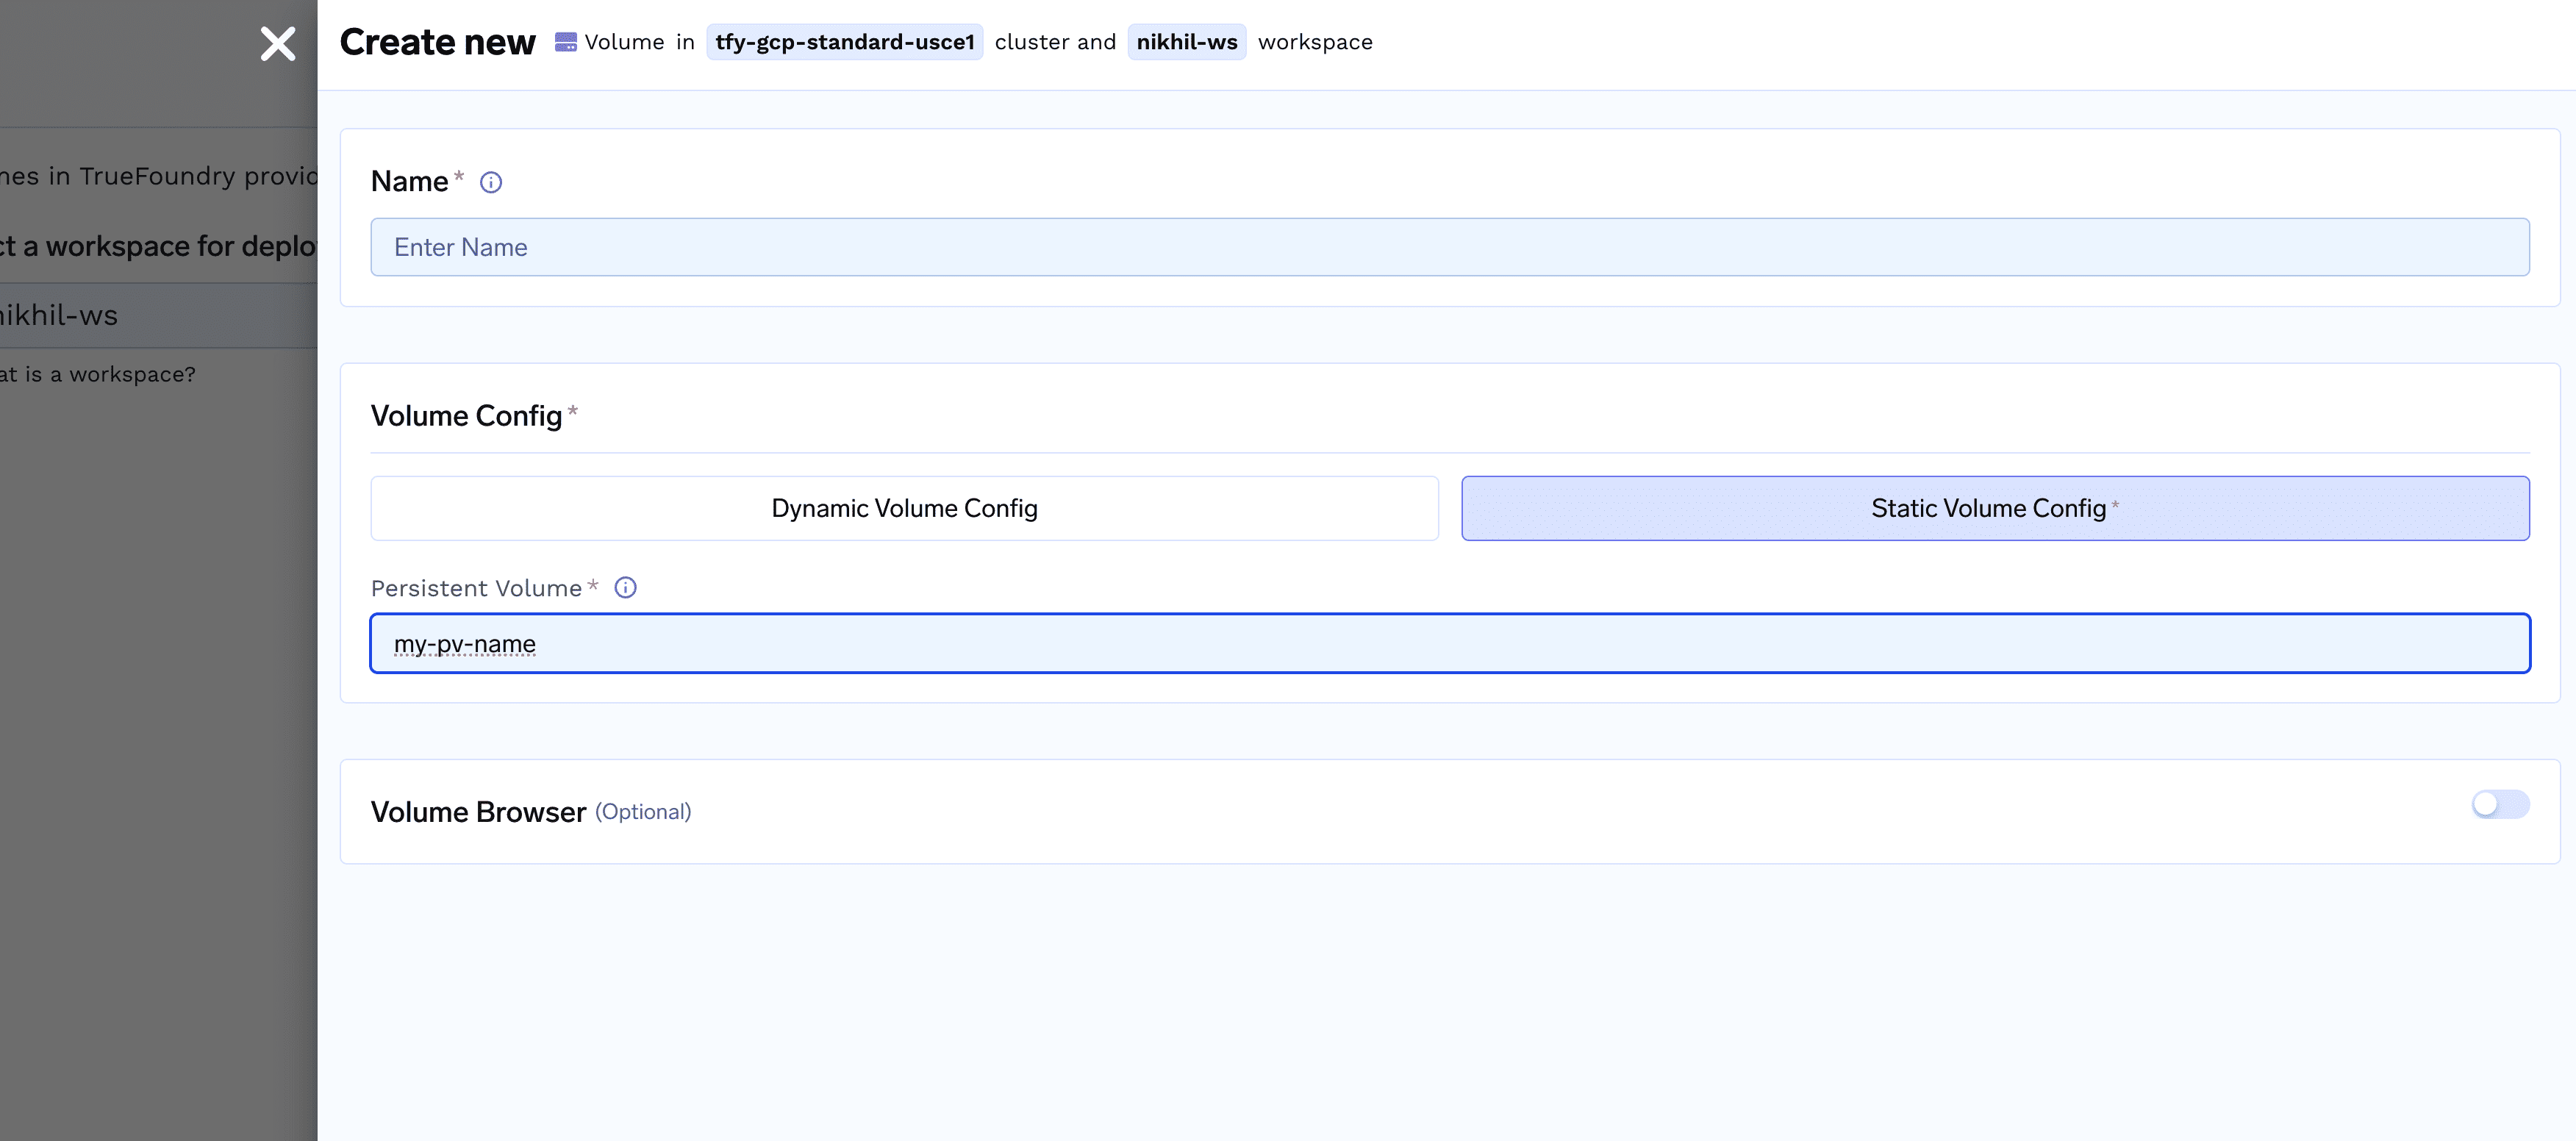 Create new Volume in tfy-gcp-standard-usce1 cluster and nikhil-ws workspace
nes in TrueFoundry provid
ct a workspace for deplo
nikhil-ws
at is a workspace?
Name *
Enter Name
Volume Config *
Dynamic Volume Config
Static Volume Config *
Persistent Volume *
my-pv-name
Volume Browser (Optional)